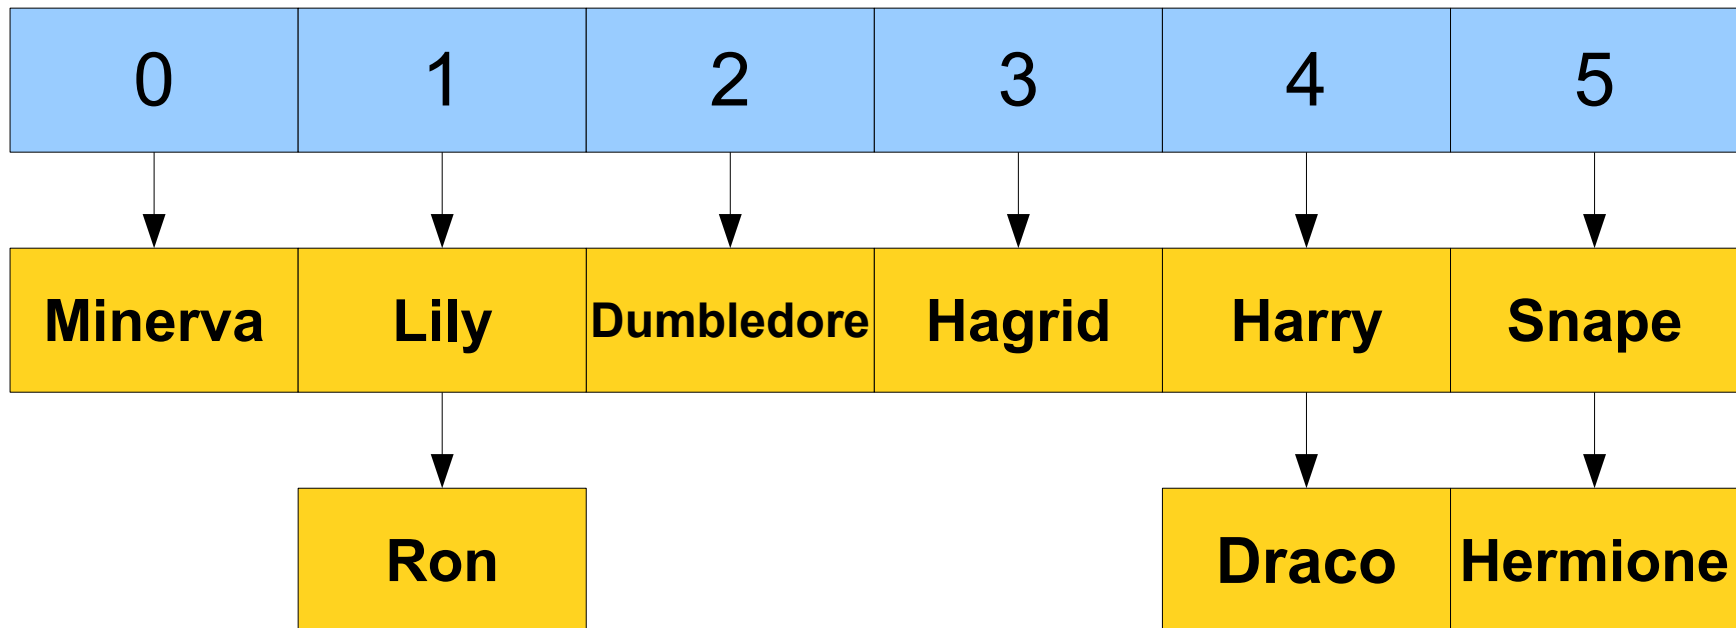 0 1 2 3 4 5
Minerva Lily Dumbledore Hagrid Harry Snape
Ron Draco Hermione